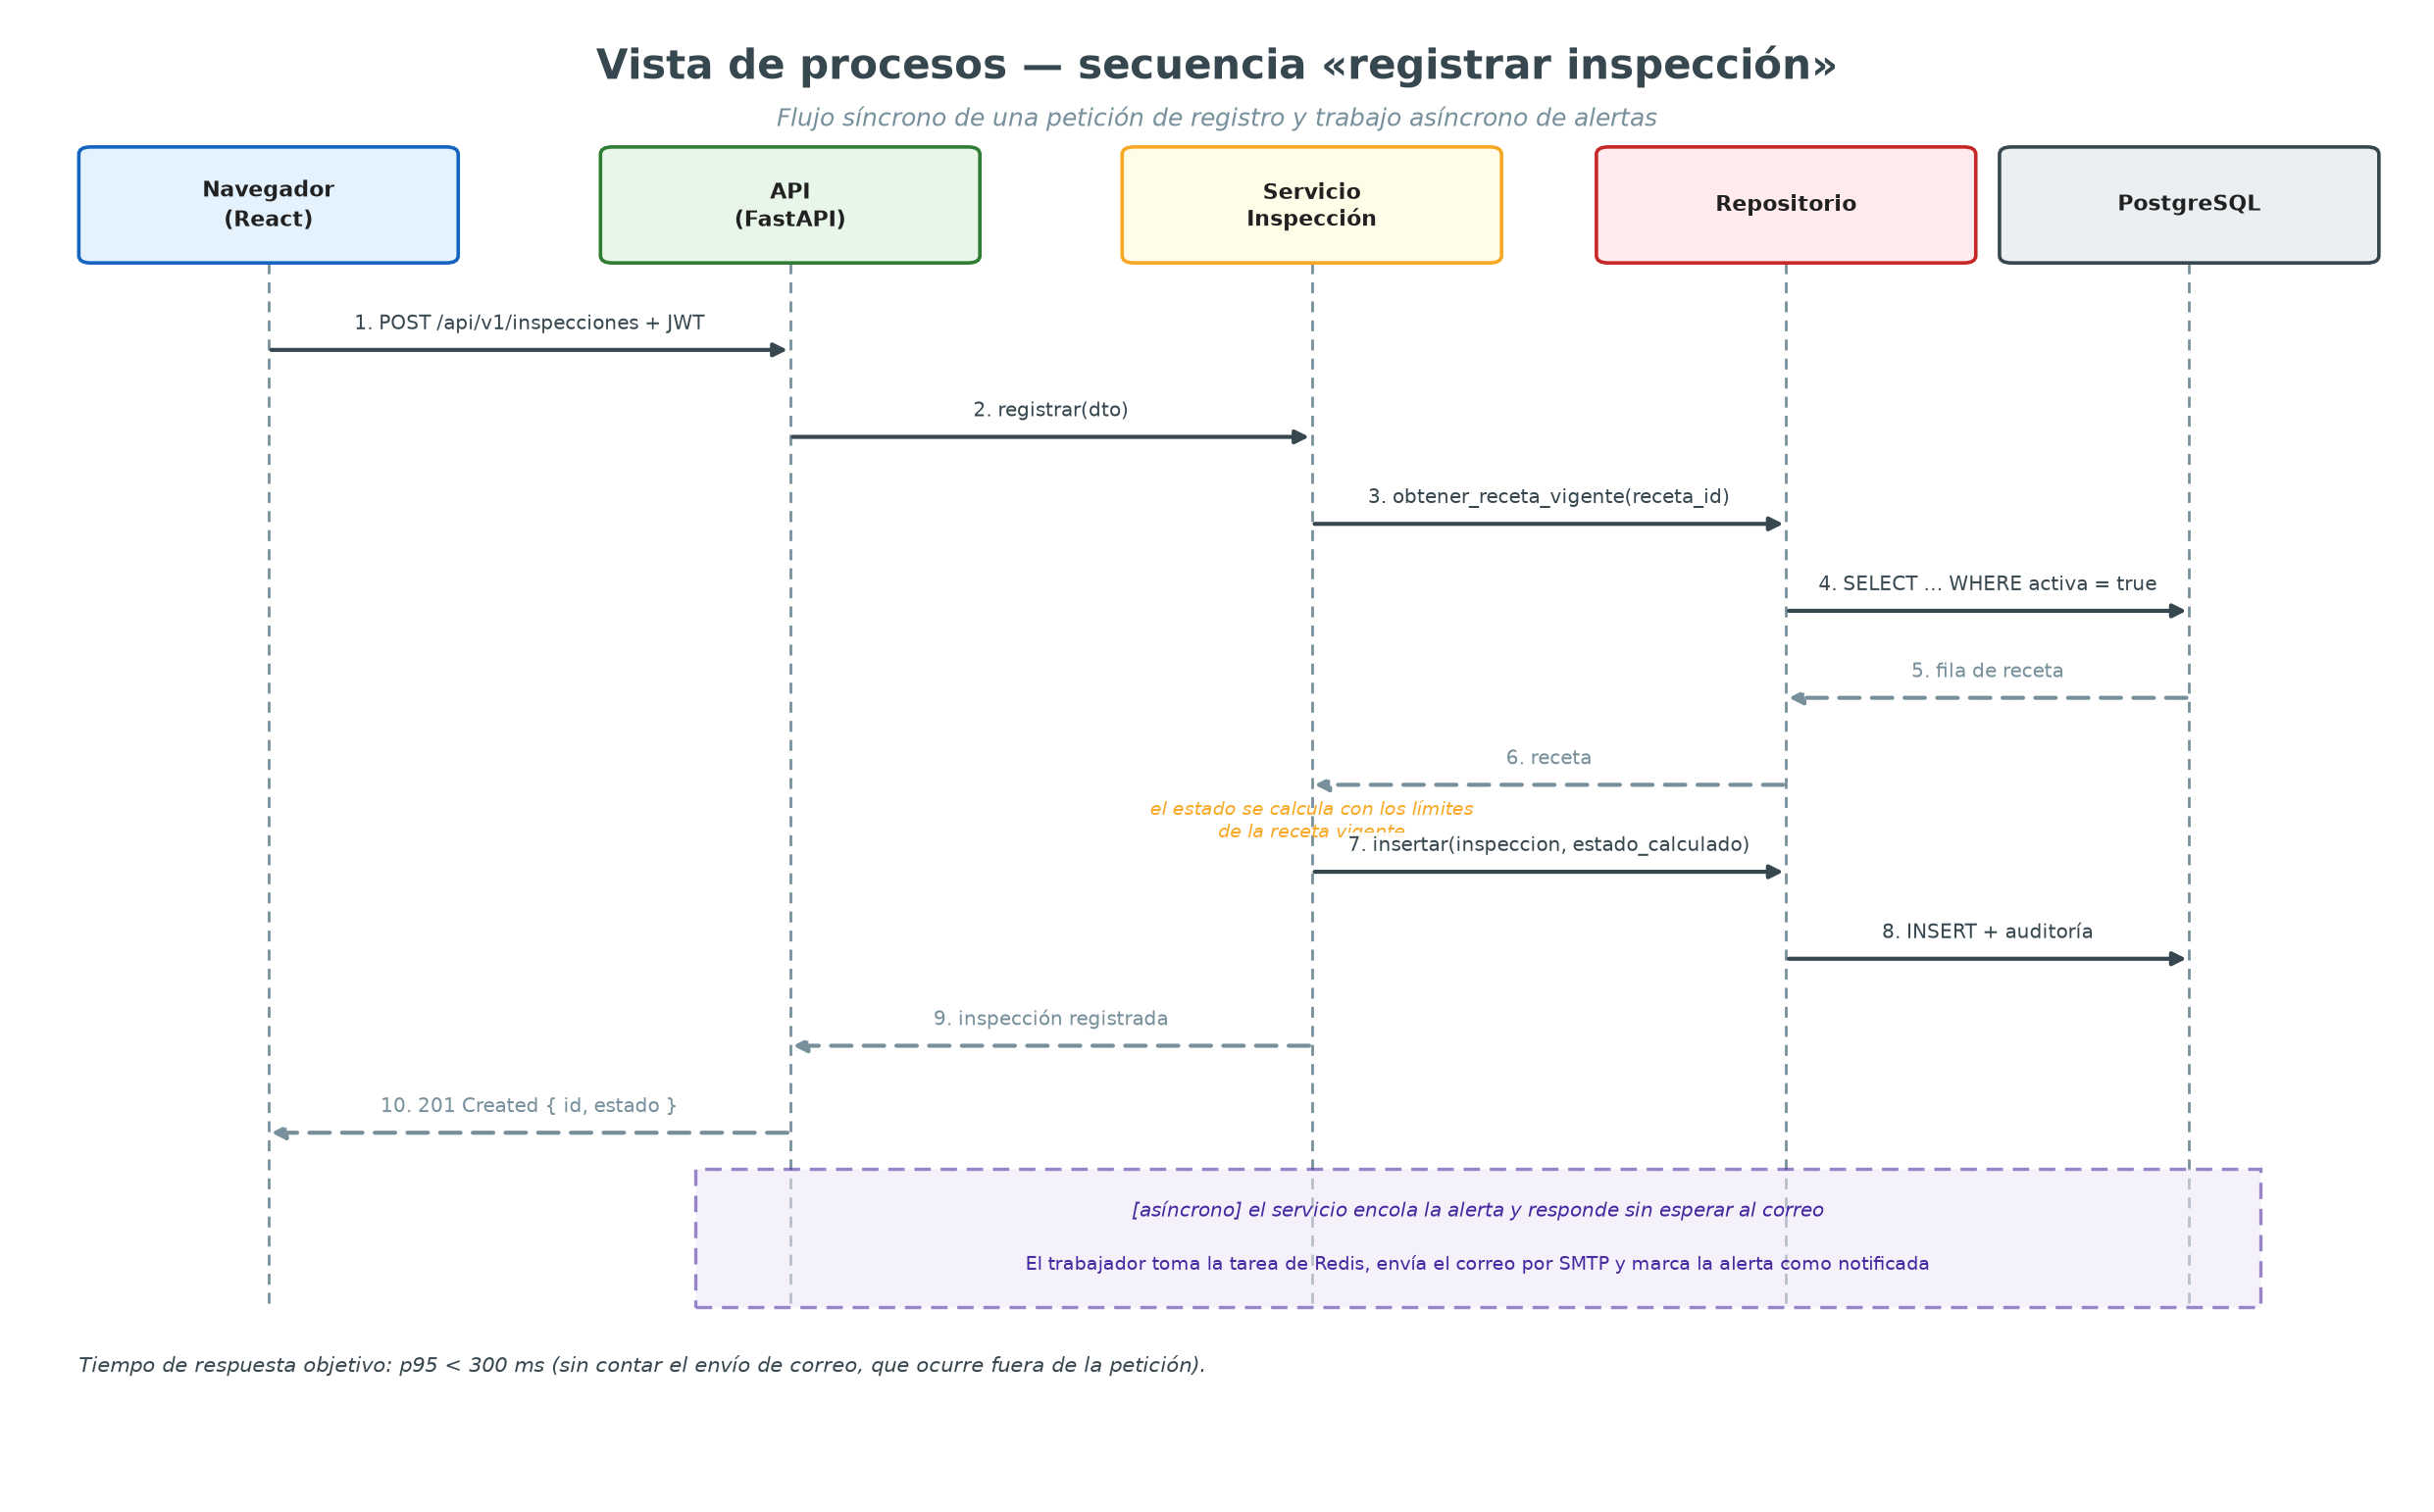 Vista de procesos — secuencia «registrar inspección»
Flujo síncrono de una petición de registro y trabajo asíncrono de alertas
Navegador
(React)
API
(FastAPI)
Servicio
Inspección
Repositorio
PostgreSQL
1. POST /api/v1/inspecciones + JWT
2. registrar(dto)
3. obtener_receta_vigente(receta_id)
4. SELECT ... WHERE activa = true
5. fila de receta
6. receta
el estado se calcula con los límites
de la receta vigente
7. insertar(inspeccion, estado_calculado)
8. INSERT + auditoría
9. inspección registrada
10. 201 Created { id, estado }
[asíncrono] el servicio encola la alerta y responde sin esperar al correo
El trabajador toma la tarea de Redis, envía el correo por SMTP y marca la alerta como notificada
Tiempo de respuesta objetivo: p95 < 300 ms (sin contar el envío de correo, que ocurre fuera de la petición).